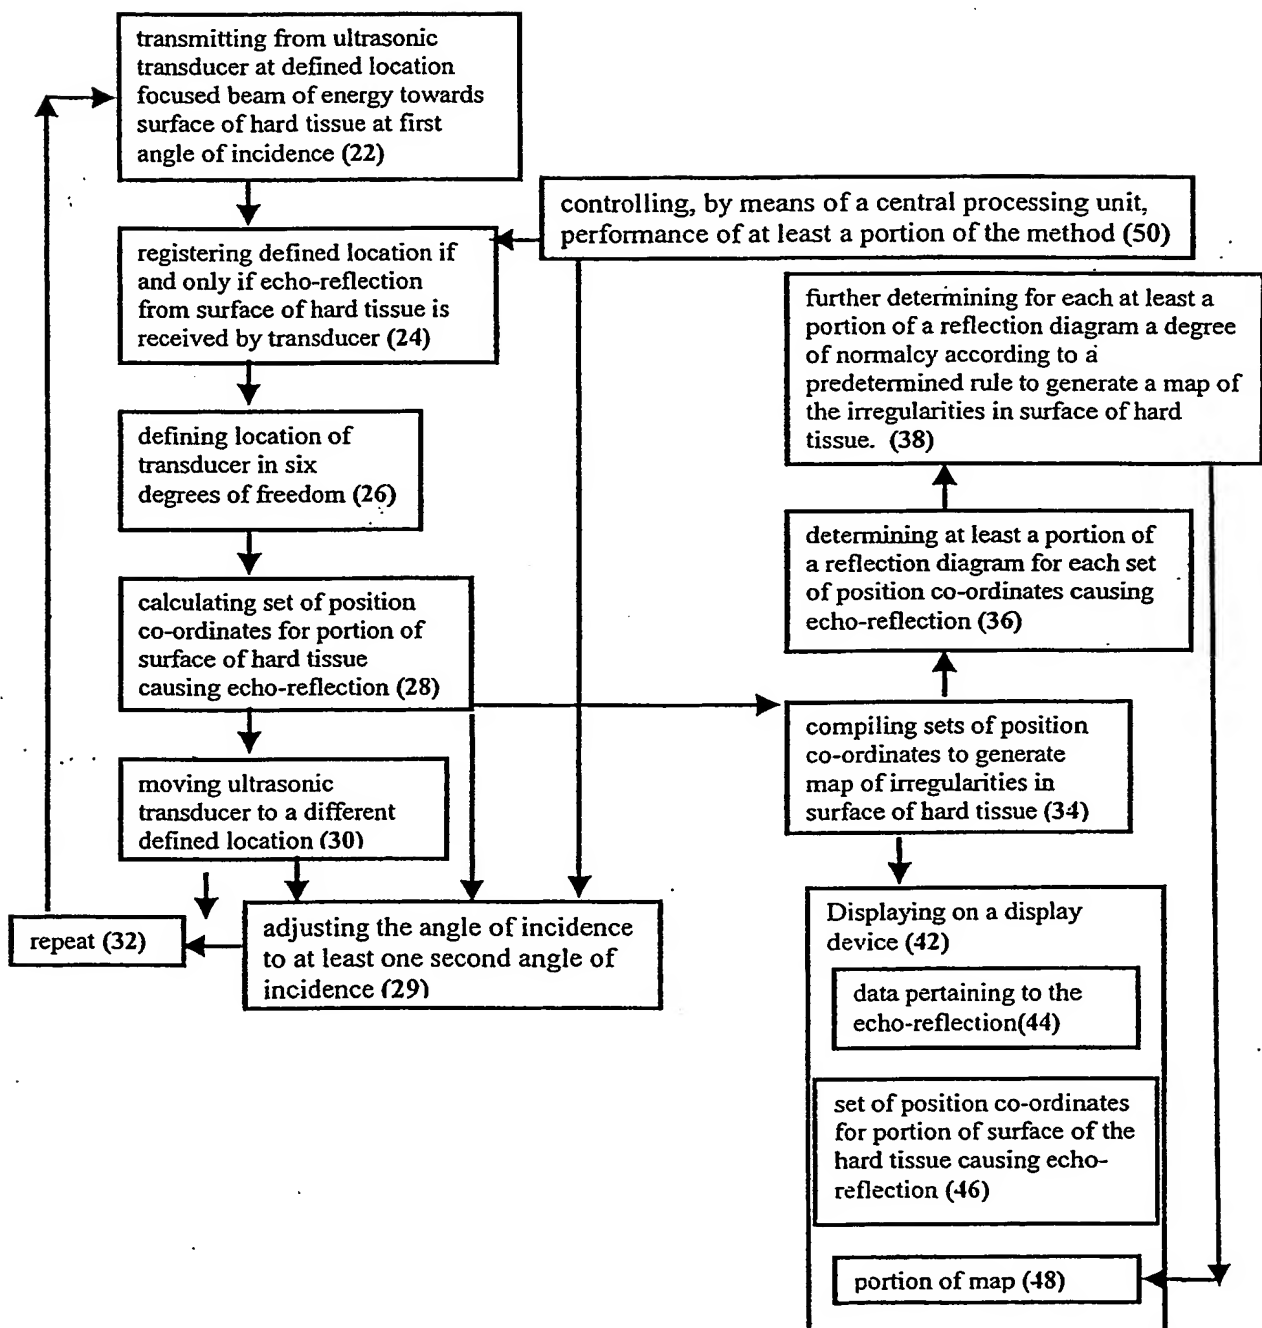 transmitting from ultrasonic
transducer at defined location
focused beam of energy towards
surface of hard tissue at first
angle of incidence (22)
controlling, by means of a central processing unit,
performance of at least a portion of the method (50)
registering defined location if
and only if echo-reflection
from surface of hard tissue is
received by transducer (24)
further determining for each at least a
portion of a reflection diagram a degree
of normalcy according to a
predetermined rule to generate a map of
the irregularities in surface of hard
tissue. (38)
defining location of
transducer in six
degrees of freedom (26)
determining at least a portion of
a reflection diagram for each set
of position co-ordinates causing
echo-reflection (36)
calculating set of position
co-ordinates for portion of
surface of hard tissue
causing echo-reflection (28)
compiling sets of position
co-ordinates to generate
map of irregularities in
surface of hard tissue (34)
moving ultrasonic
transducer to a different
defined location (30)
repeat (32)
adjusting the angle of incidence
to at least one second angle of
incidence (29)
Displaying on a display
device (42)
data pertaining to the
echo-reflection(44)
set of position co-ordinates
for portion of surface of the
hard tissue causing echo-
reflection (46)
portion of map (48)